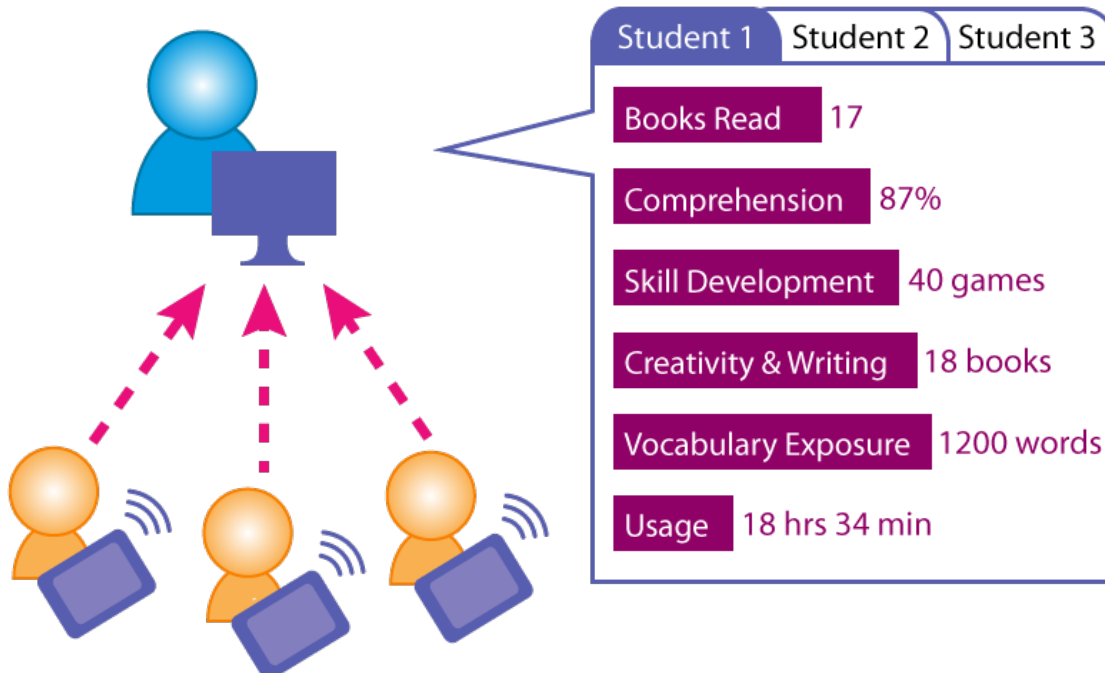 Student 1 Student 2 Student 3
Books Read 17
Comprehension 87%
Skill Development 40 games
Creativity & Writing 18 books
Vocabulary Exposure 1200 words
Usage 18 hrs 34 min